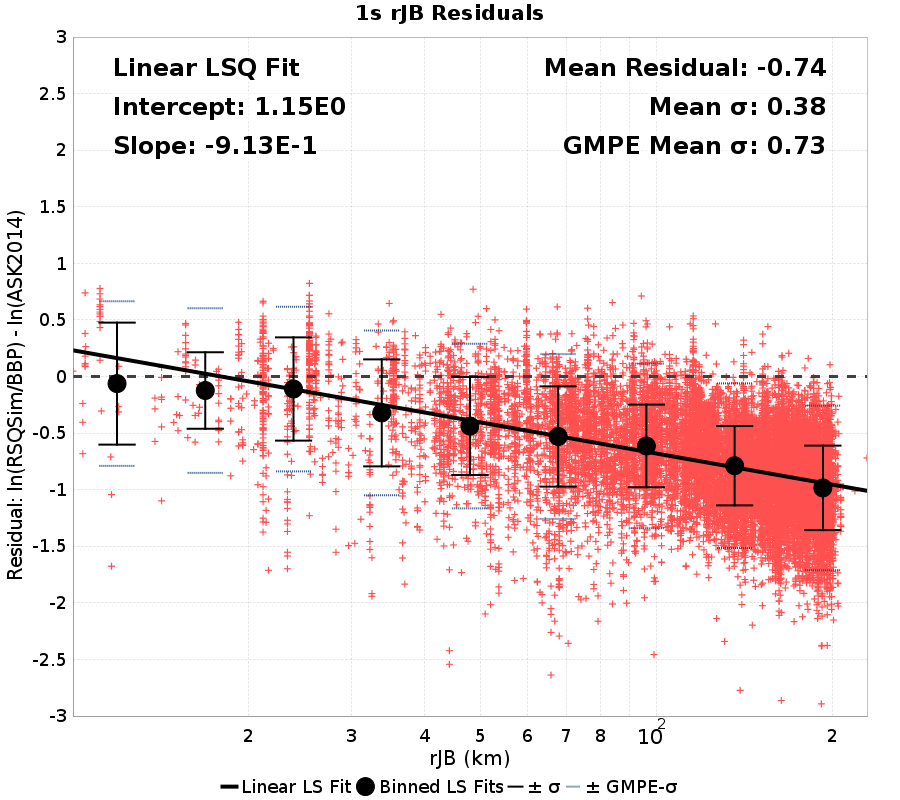 1s rJB Residuals
Linear LSQ Fit
Intercept: 1.15E0
Slope: -9.13E-1
Mean Residual: -0.74
Mean σ: 0.38
GMPE Mean σ: 0.73
Residual: ln(RSQSim/BBP) - ln(ASK2014)
3
2.5
2
1.5
1
0.5
0
-0.5
-1
-1.5
-2
-2.5
-3
2 3 4 5 6 7 8 10² 2
rJB (km)
Linear LS Fit Binned LS Fits ± σ ± GMPE-σ